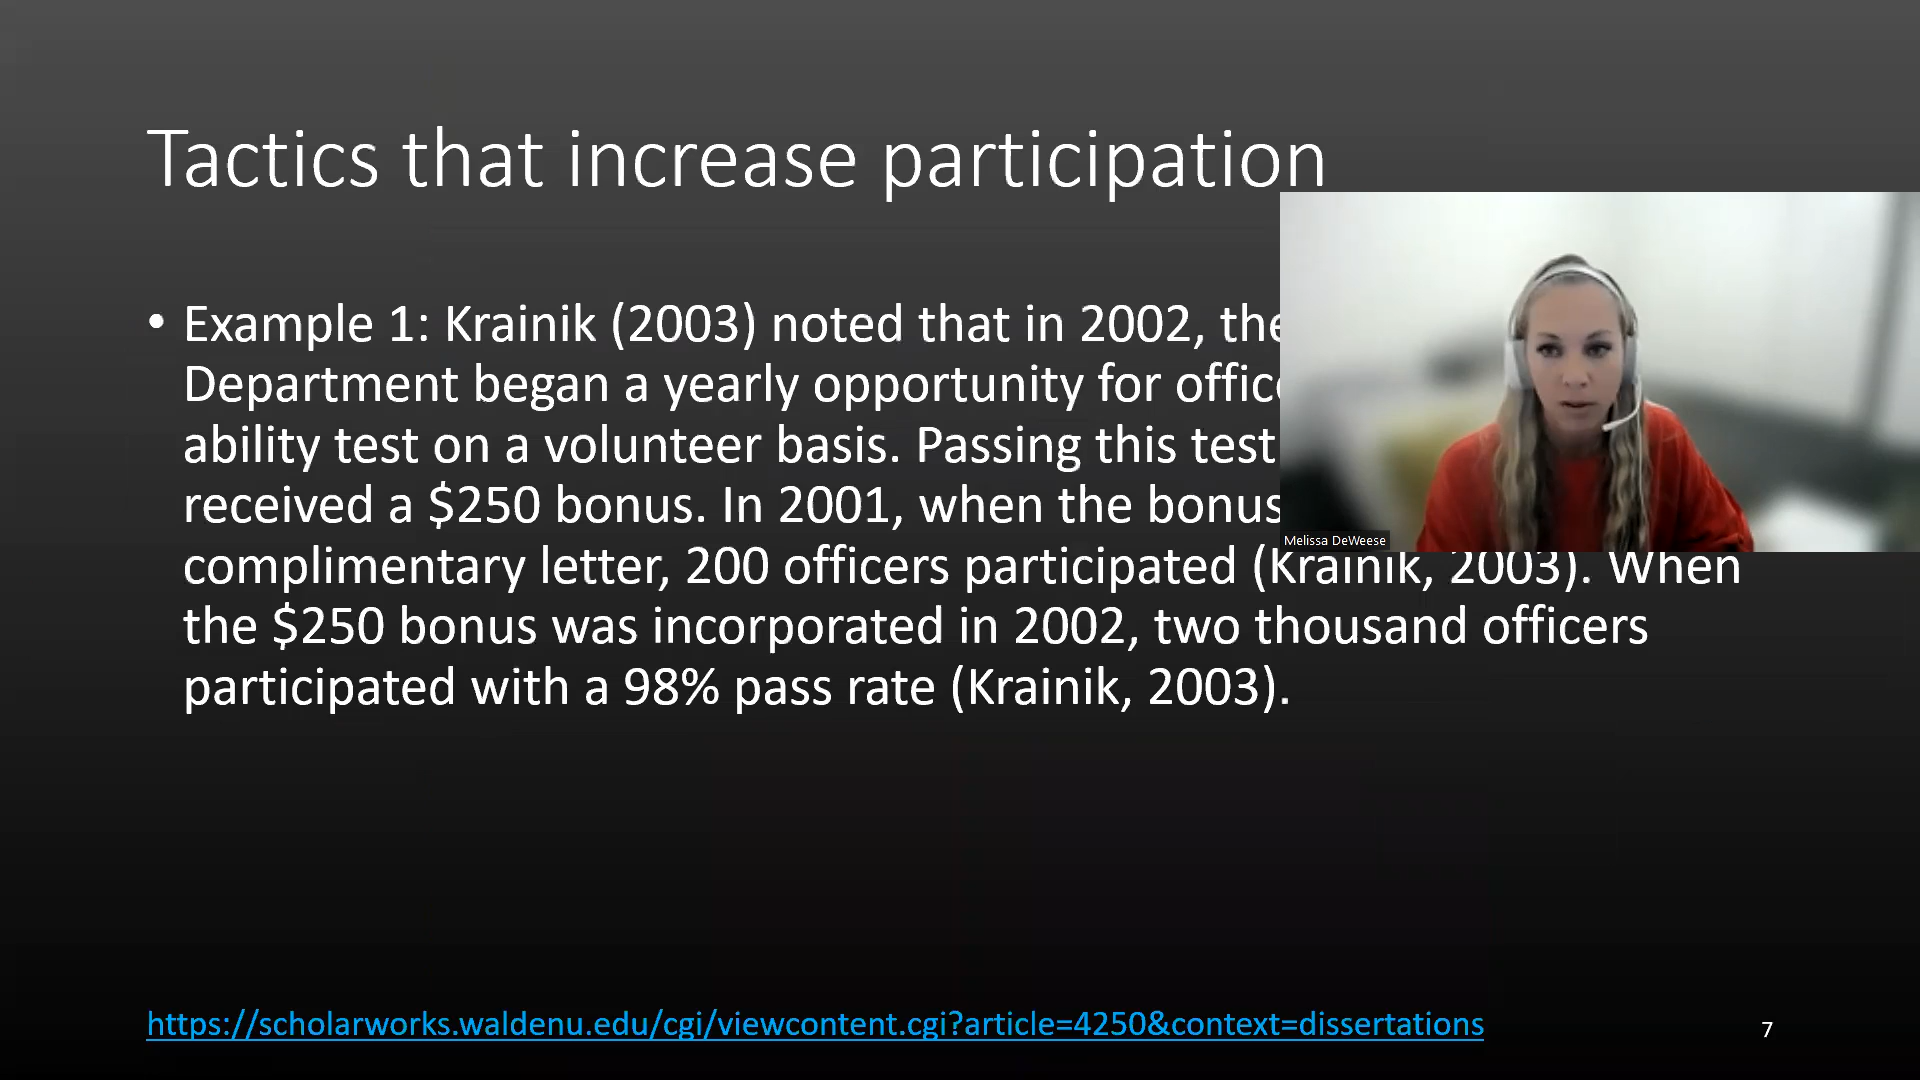 Tactics that increase participation
• Example 1: Krainik (2003) noted that in 2002, the
Department began a yearly opportunity for
ability test on a volunteer basis. Passing this test
received a $250 bonus. In 2001, when the bonus
complimentary letter, 200 officers participated (Krainik, 2003). When
the $250 bonus was incorporated in 2002, two thousand officers
participated with a 98% pass rate (Krainik, 2003).
Melissa DeWeese
https://scholarworks.waldenu.edu/cgi/viewcontent.cgi?article=4250&context=dissertations
7